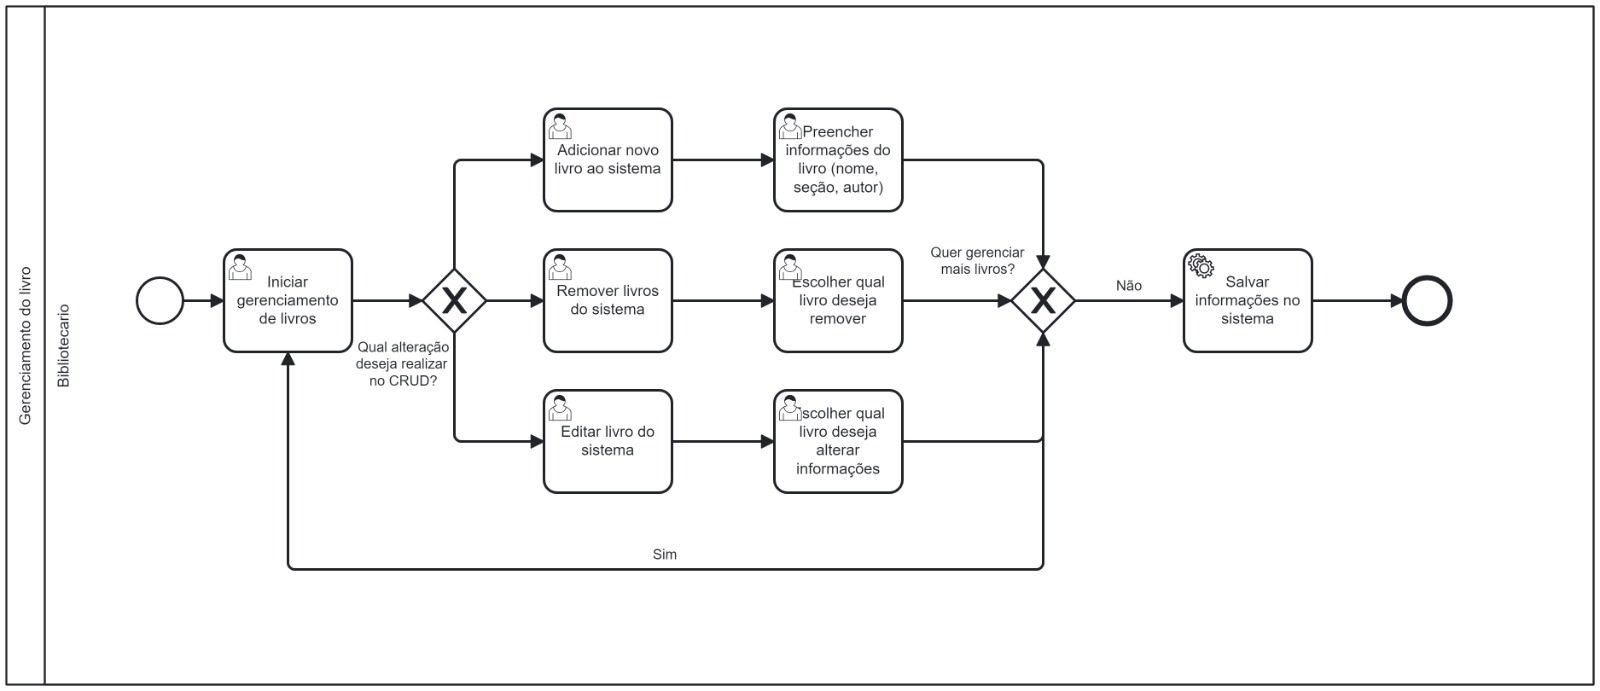 Gerenciamento do livro
Bibliotecario
Iniciar
gerenciamento
de livros
Qual alteração
deseja realizar
no CRUD?
Adicionar novo
livro ao sistema
Preencher
informações do
livro (nome,
seção, autor)
Remover livros
do sistema
Escolher qual
livro deseja
remover
Editar livro do
sistema
Escolher qual
livro deseja
alterar
informações
Quer gerenciar
mais livros?
Não
Salvar
informações no
sistema
Sim